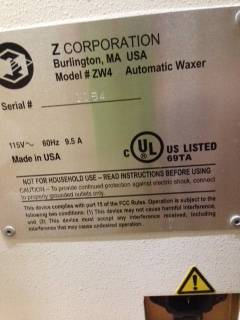 Z CORPORATION
Burlington, MA USA
Model # ZW4 Automatic Waxer
Serial #
115V~ 60Hz 9.5 A
Made in USA
C UL US LISTED
69TA
NOT FOR HOUSEHOLD USE - READ INSTRUCTIONS BEFORE USING
CAUTION - To provide continued protection against electric shock, connect
to properly grounded outlets only.
This device complies with part 15 of the FCC Rules. Operation is subject to the
following two conditions: (1) This device may not cause harmful interference,
and (2) This device must accept any interference received, including
interference that may cause undesired operation.